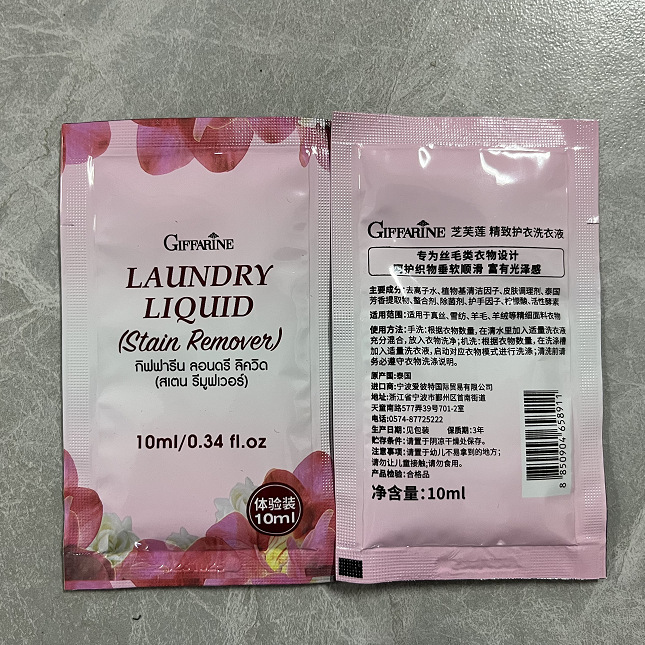 GIFFARINE
LAUNDRY
LIQUID
(Stain Remover)
กิฟฟารีน ลอนดรี ลิควิด
(สเตน รีมูฟเวอร์)
10ml/0.34 fl.oz
体验装
10ml
GIFFARINE 芝芙莲 精致护衣洗衣液
专为丝毛类衣物设计
呵护织物垂软顺滑 富有光泽感
主要成分:去离子水、植物基清洁因子、皮肤调理剂、泰国
芳香提取物、螯合剂、除菌剂、护手因子、柠檬酸、活性酵素
适用范围:适用于真丝、雪纺、羊毛、羊绒等精细面料衣物
使用方法:手洗:根据衣物数量,在清水里加入适量洗衣液
充分混合,放入衣物洗净;机洗:根据衣物数量,在洗涤槽
加入适量洗衣液,启动对应衣物模式进行洗涤;清洗前请
务必遵守衣物洗涤说明。
原产国:泰国
进口商:宁波爱彼特国际贸易有限公司
地址:浙江省宁波市鄞州区首南街道
天童南路577弄39号701-2室
电话:0574-87725222
生产日期:见包装 保质期:3年
贮存条件:请置于阴凉干燥处保存。
注意事项:请置于幼儿不易拿到的地方;
请勿让儿童接触;请勿食用。
产品检验:合格品
净含量:10ml
8 850904 658911